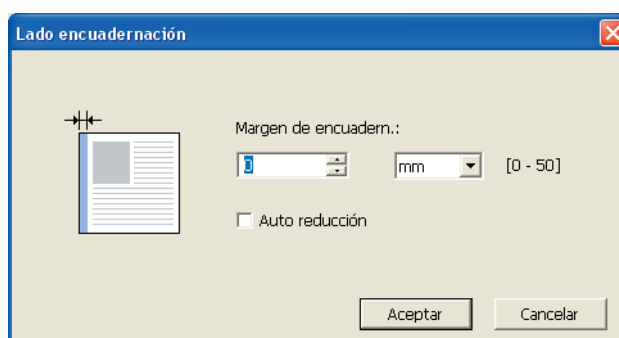 Lado encuadernación
Margen de encuadern.:
0 mm [0 - 50]
Auto reducción
Aceptar Cancelar